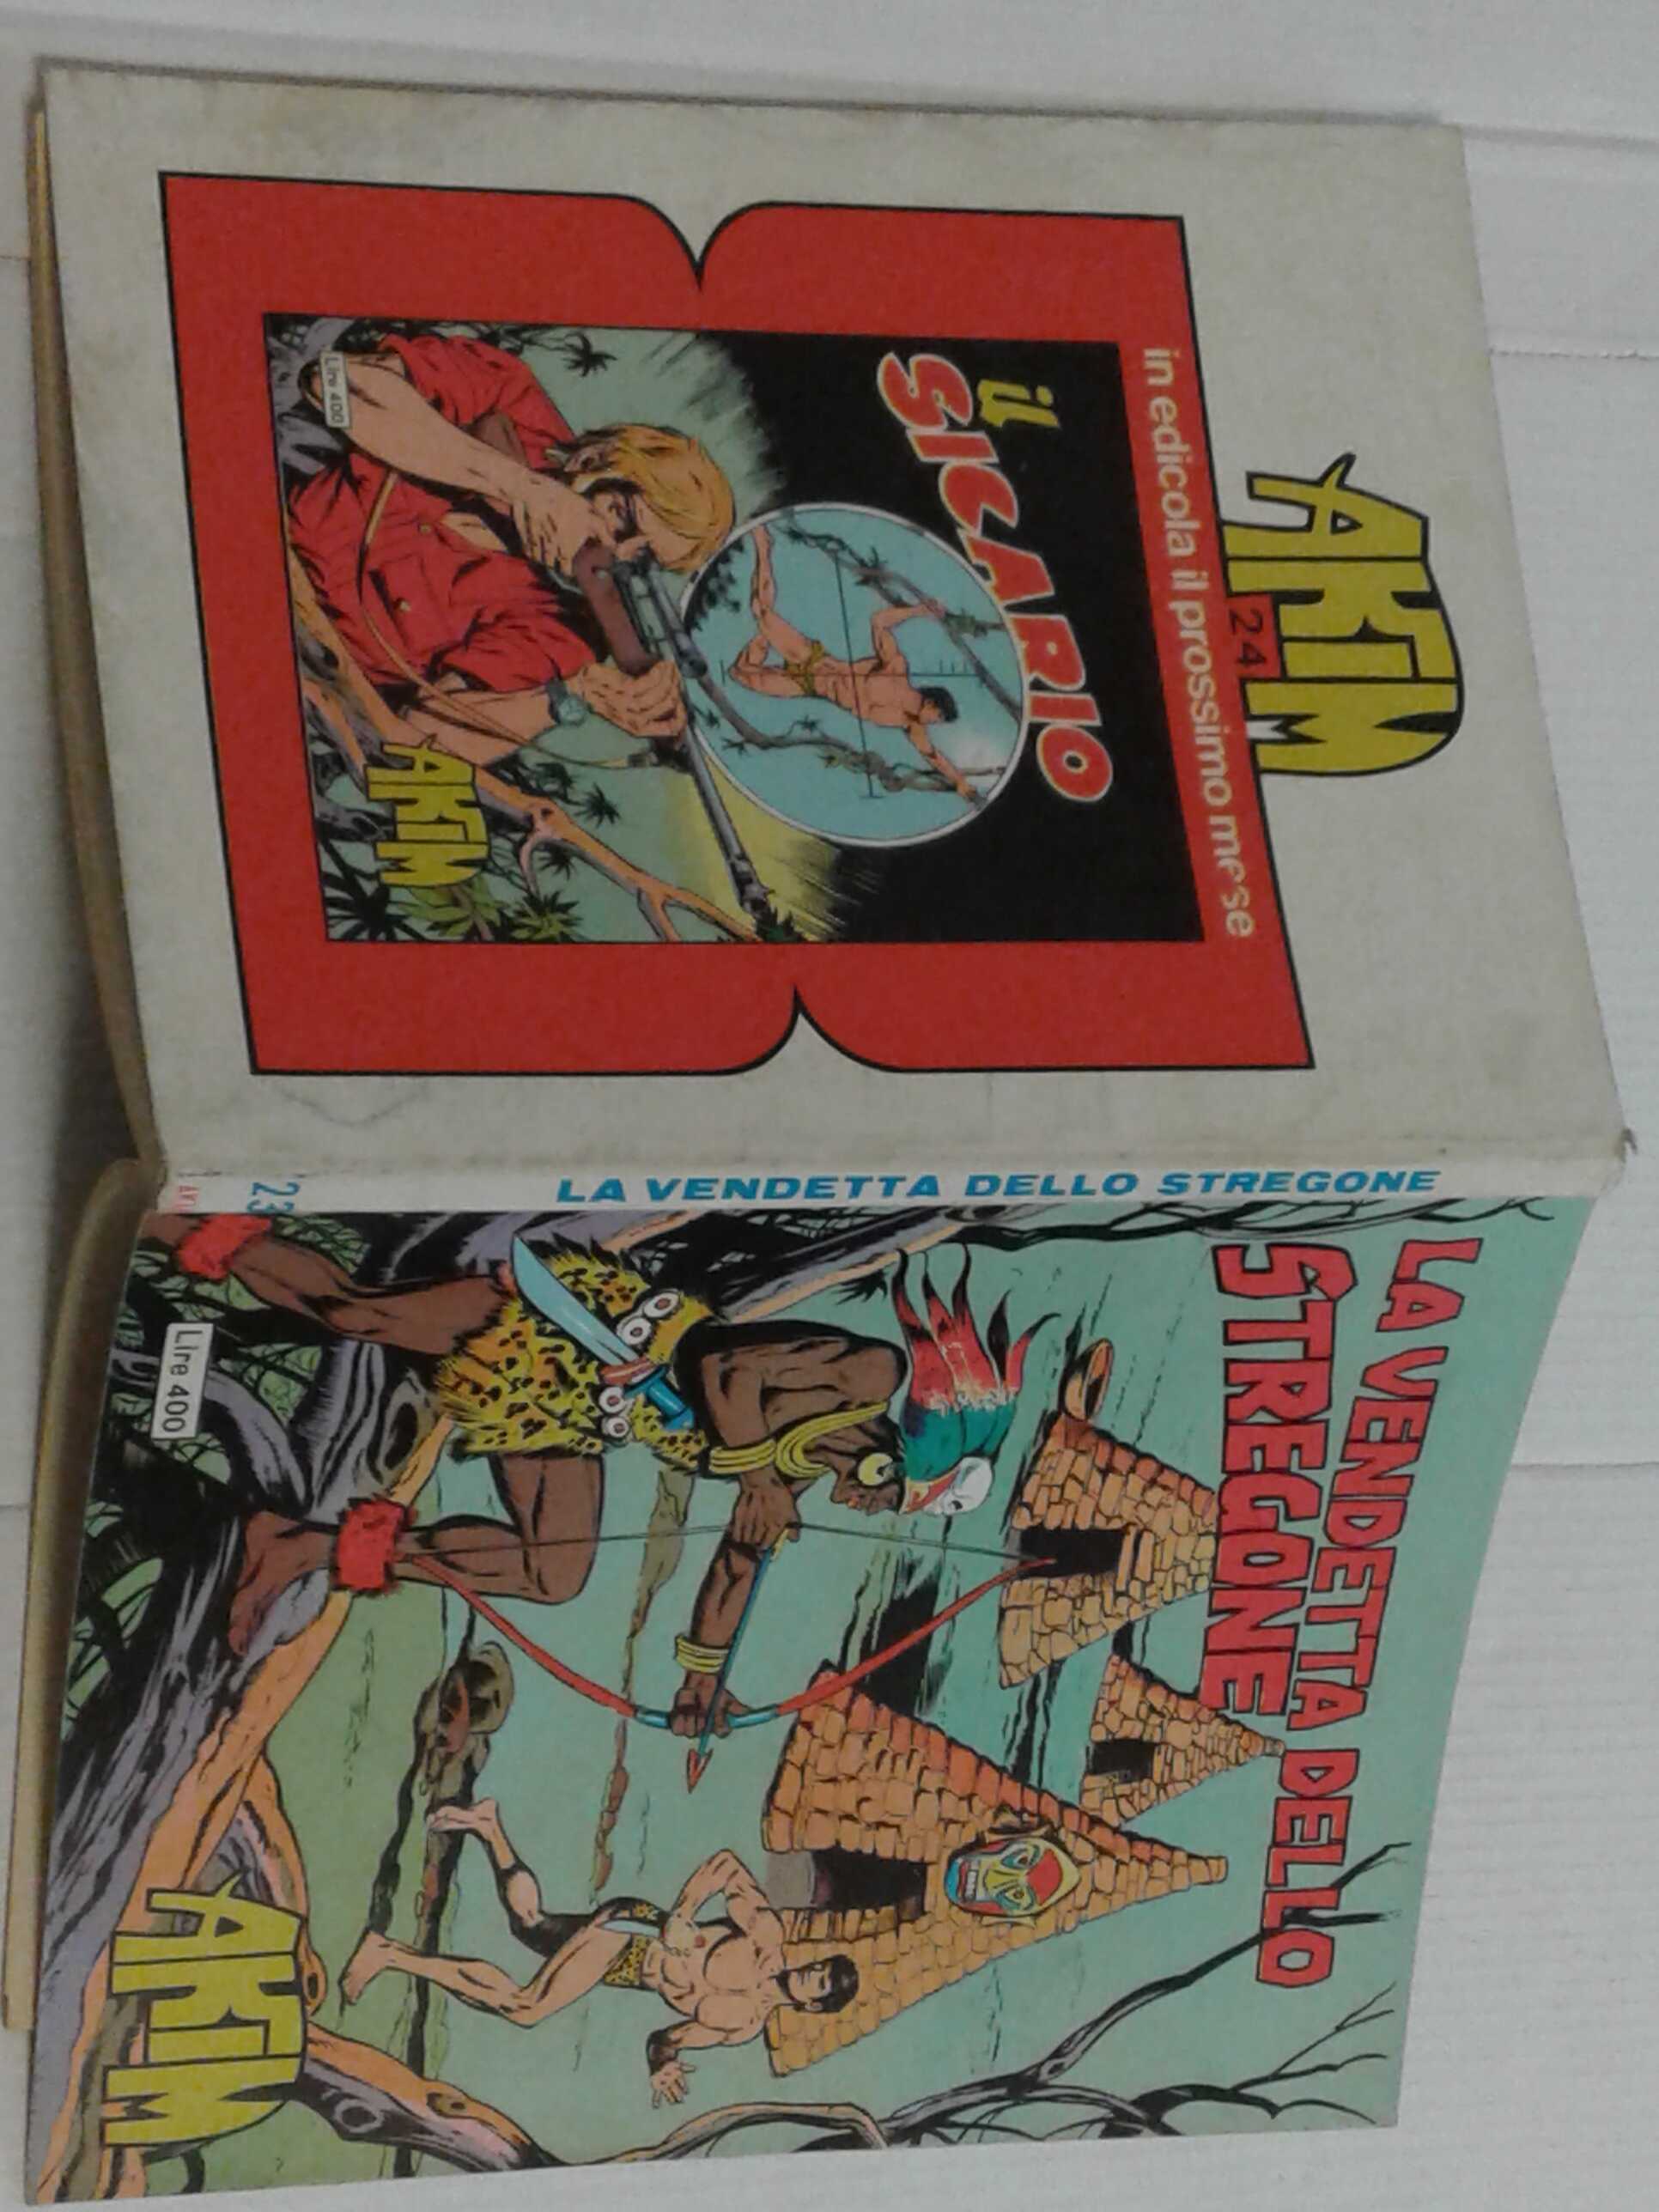 AKIM
24
in edicola il prossimo mese
il
SICARIO
Lire 400
AKIM
23
LA VENDETTA DELLO STREGONE
LA VENDETTA DELLO
STREGONE
Lire 400
AKIM